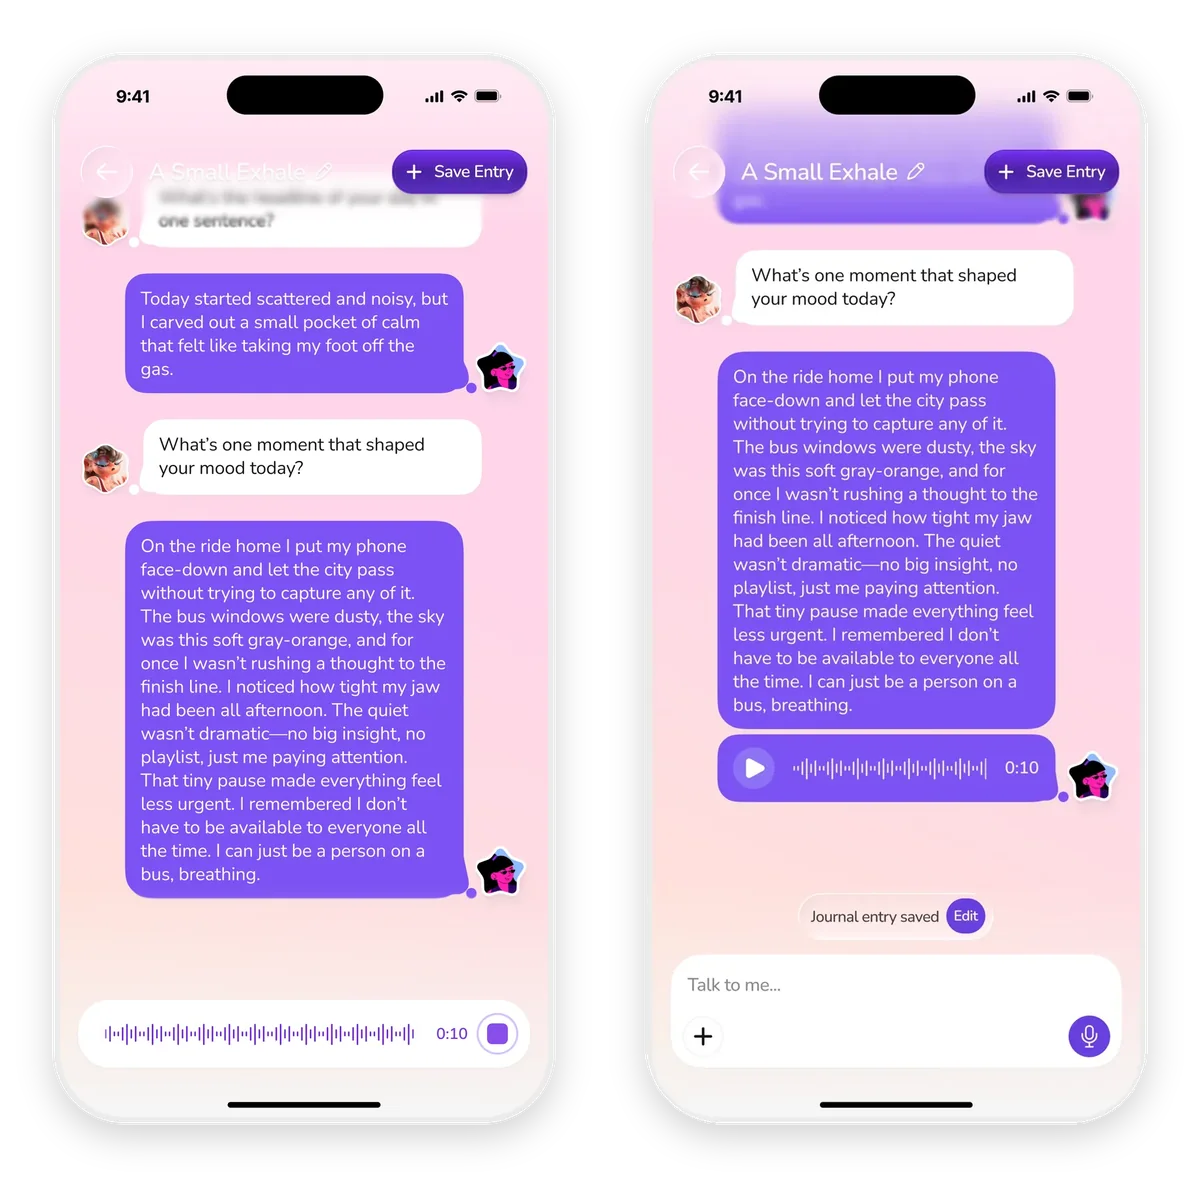 9:41
A Small Exhale
+ Save Entry
What's the headline of your day in
one sentence?
Today started scattered and noisy, but
I carved out a small pocket of calm
that felt like taking my foot off the
gas.
What's one moment that shaped
your mood today?
On the ride home I put my phone
face-down and let the city pass
without trying to capture any of it.
The bus windows were dusty, the sky
was this soft gray-orange, and for
once I wasn't rushing a thought to the
finish line. I noticed how tight my jaw
had been all afternoon. The quiet
wasn't dramatic—no big insight, no
playlist, just me paying attention.
That tiny pause made everything feel
less urgent. I remembered I don't
have to be available to everyone all
the time. I can just be a person on a
bus, breathing.
0:10
9:41
A Small Exhale
+ Save Entry
gas.
What's one moment that shaped
your mood today?
On the ride home I put my phone
face-down and let the city pass
without trying to capture any of it.
The bus windows were dusty, the sky
was this soft gray-orange, and for
once I wasn't rushing a thought to the
finish line. I noticed how tight my jaw
had been all afternoon. The quiet
wasn't dramatic—no big insight, no
playlist, just me paying attention.
That tiny pause made everything feel
less urgent. I remembered I don't
have to be available to everyone all
the time. I can just be a person on a
bus, breathing.
0:10
Journal entry saved Edit
Talk to me...